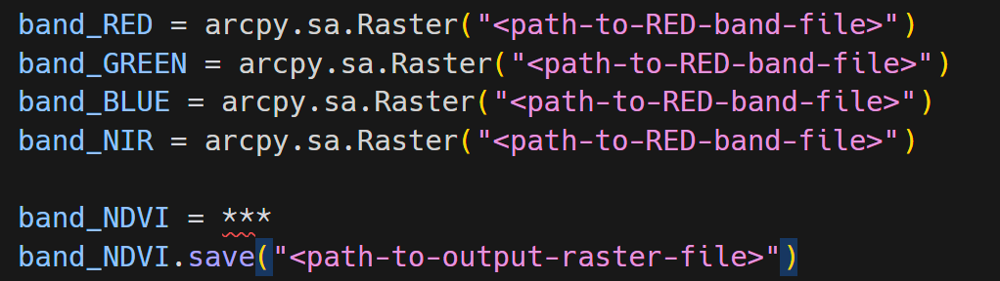 band_RED = arcpy.sa.Raster("<path-to-RED-band-file>")
band_GREEN = arcpy.sa.Raster("<path-to-RED-band-file>")
band_BLUE = arcpy.sa.Raster("<path-to-RED-band-file>")
band_NIR = arcpy.sa.Raster("<path-to-RED-band-file>")
band_NDVI = ***
band_NDVI.save("<path-to-output-raster-file>")